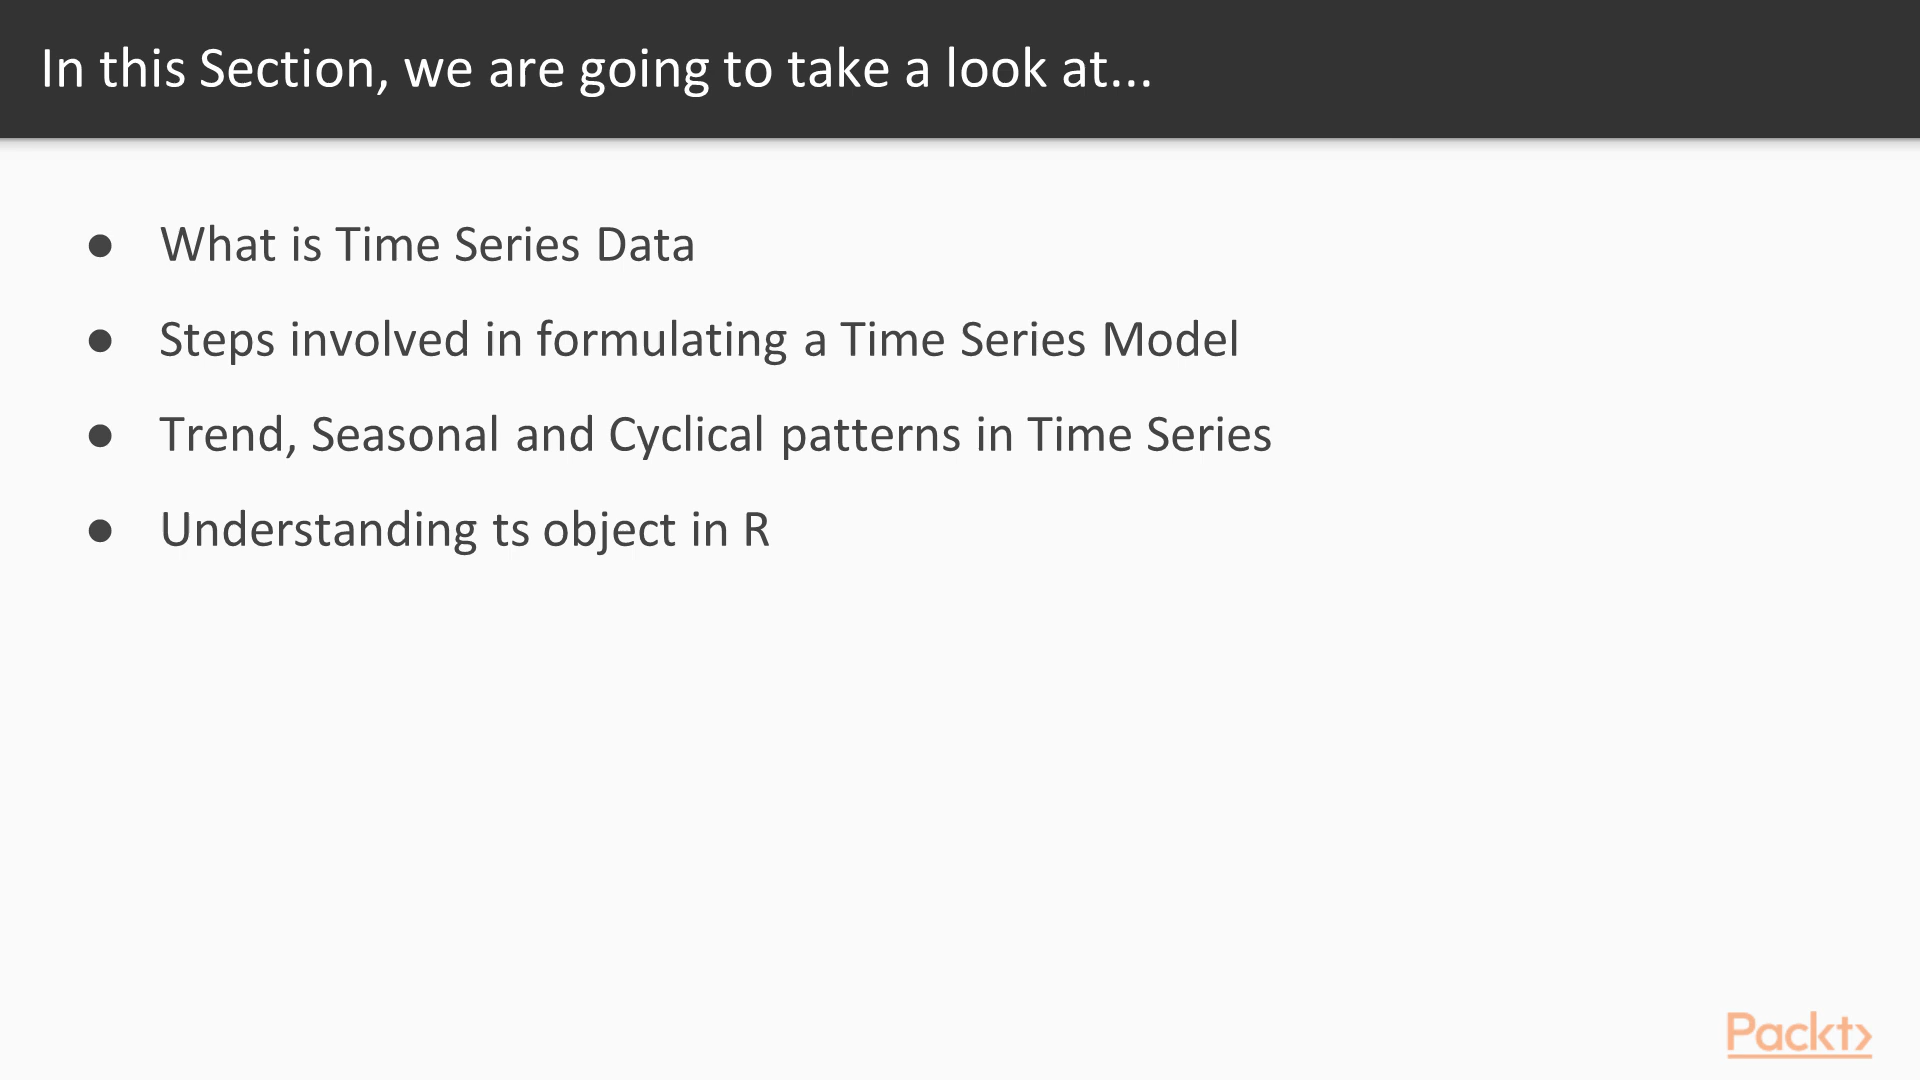 In this Section, we are going to take a look at...
● What is Time Series Data
● Steps involved in formulating a Time Series Model
● Trend, Seasonal and Cyclical patterns in Time Series
● Understanding ts object in R
Packt>